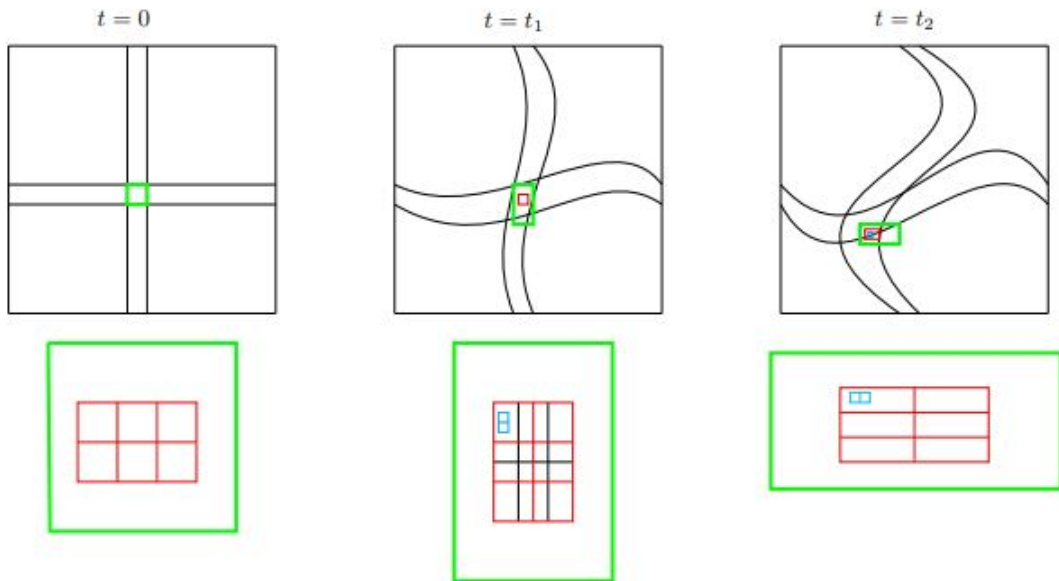 t = 0
t = t₁
t = t₂